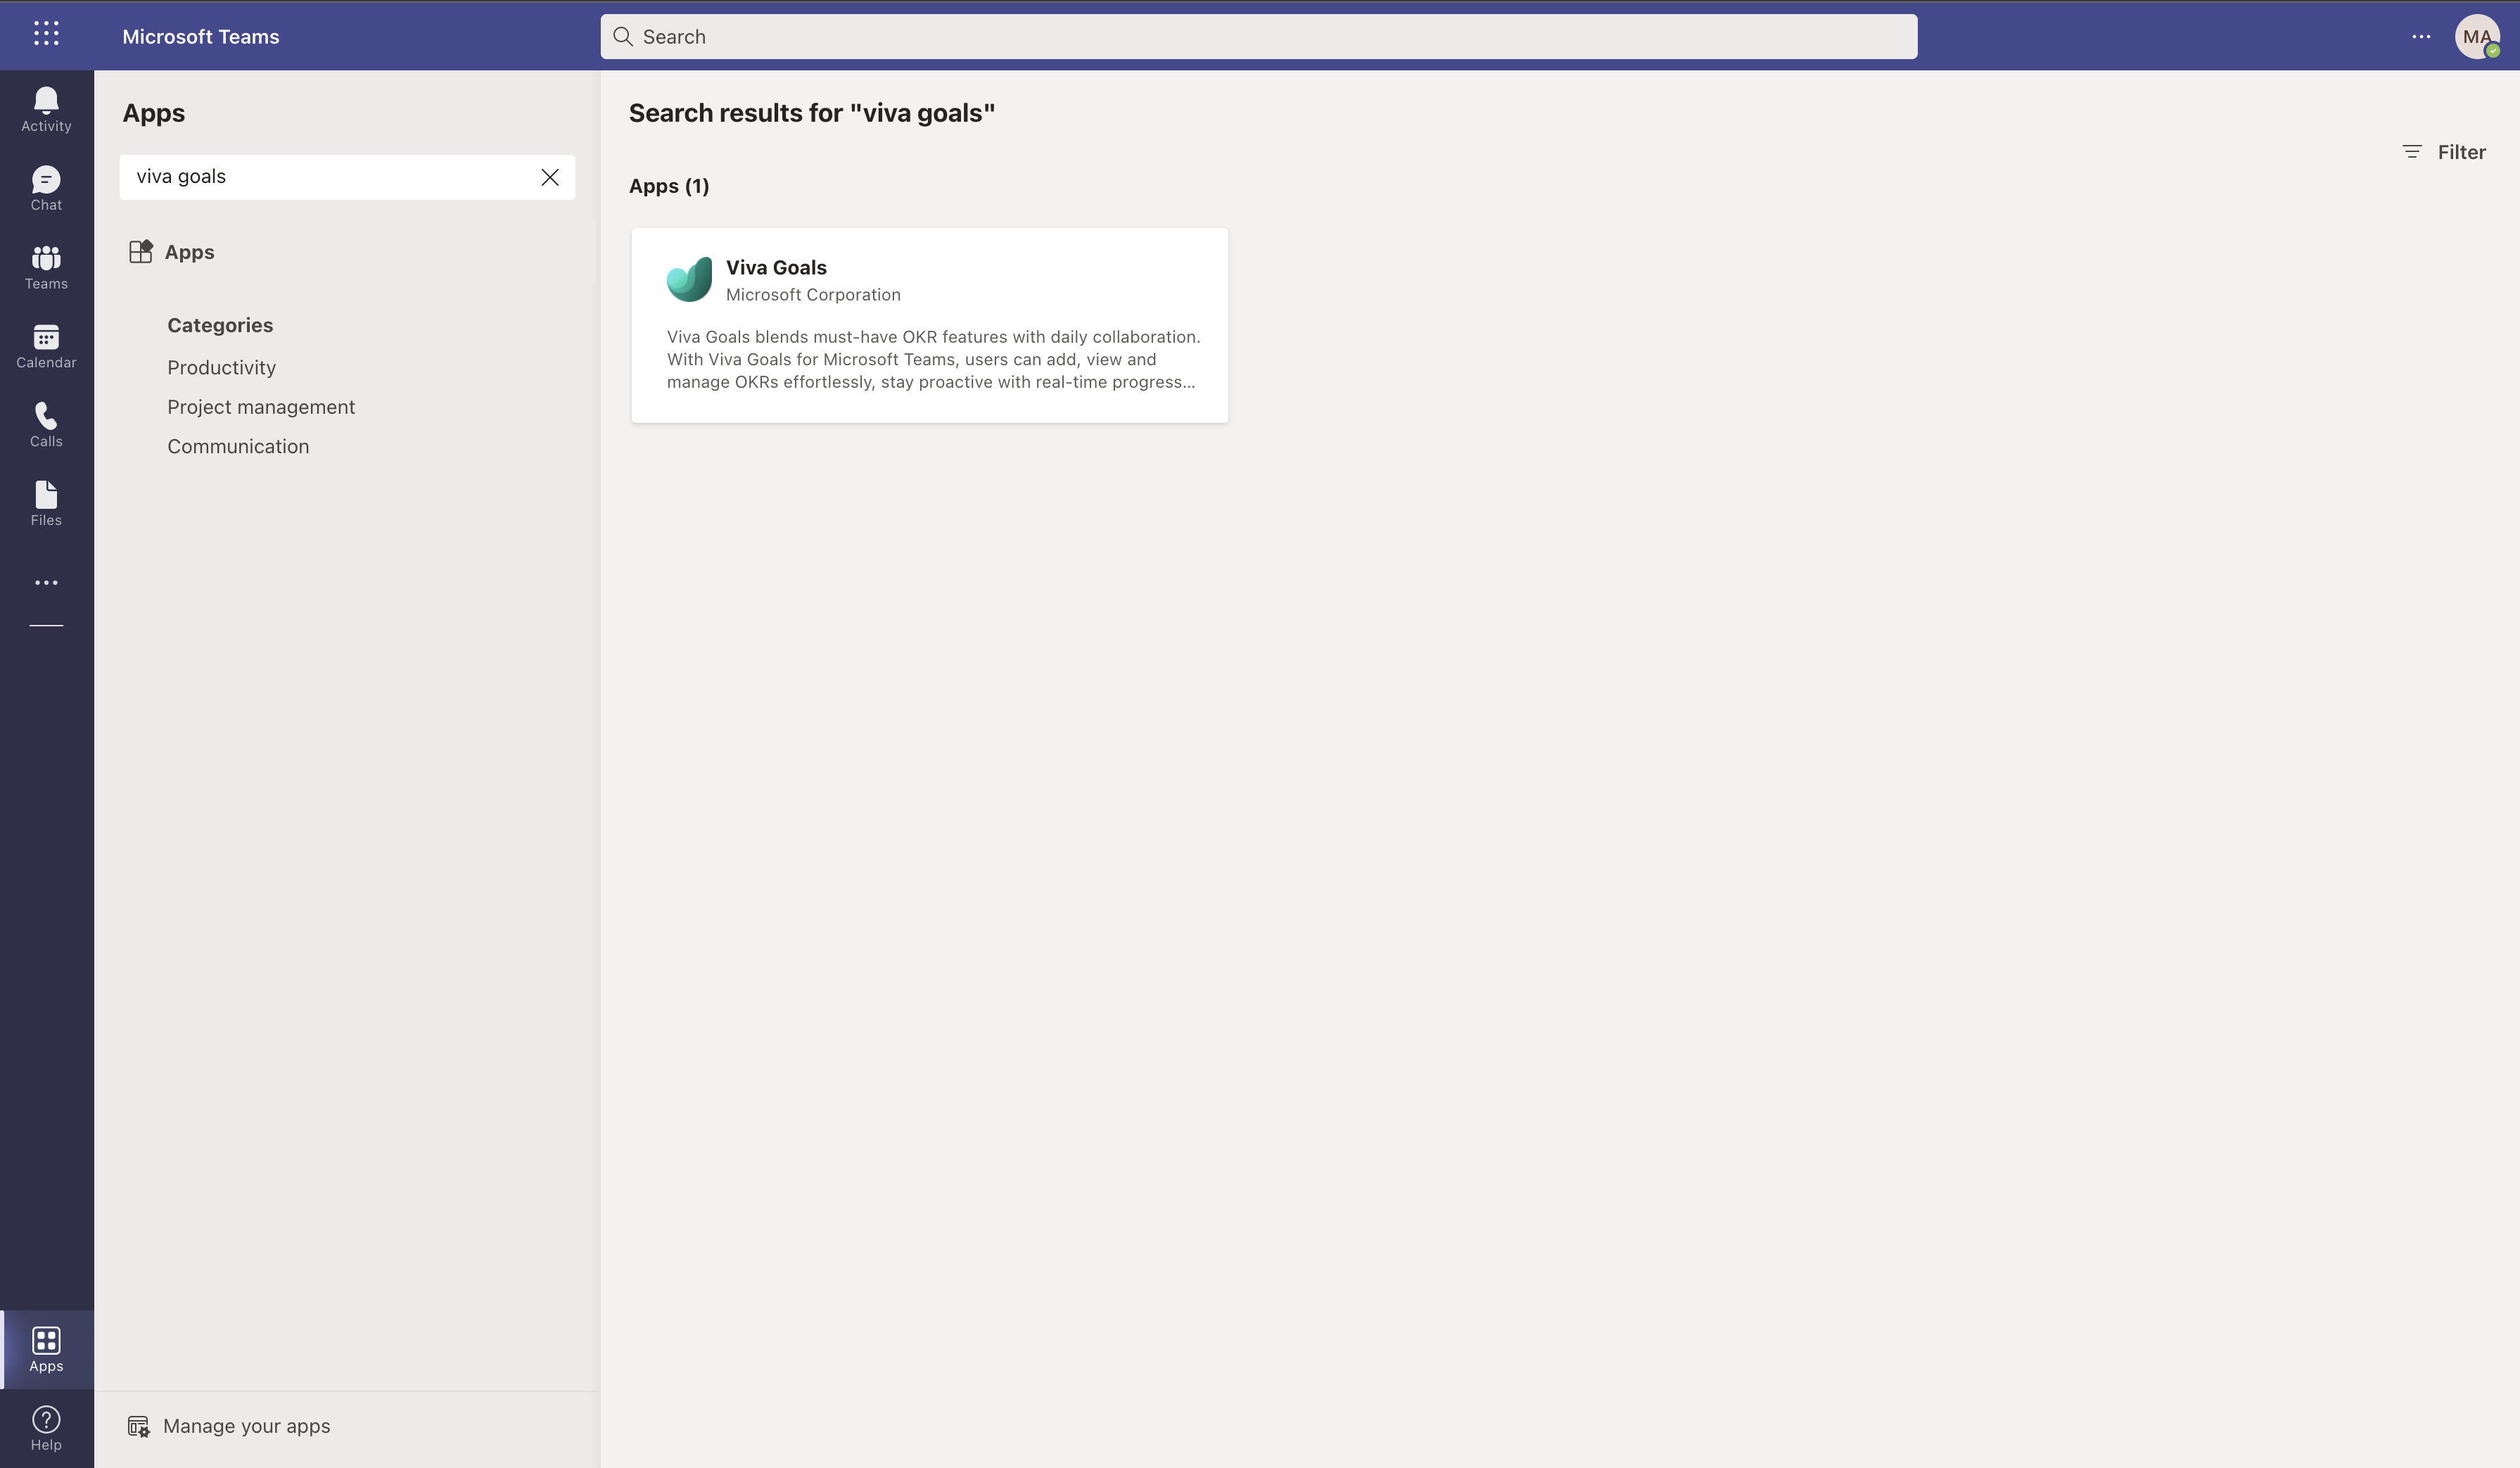 Microsoft Teams
Search
MA
Activity
Chat
Teams
Calendar
Calls
Files
Apps
Help
Apps
viva goals
Apps
Categories
Productivity
Project management
Communication
Manage your apps
Search results for "viva goals"
Filter
Apps (1)
Viva Goals
Microsoft Corporation
Viva Goals blends must-have OKR features with daily collaboration.
With Viva Goals for Microsoft Teams, users can add, view and
manage OKRs effortlessly, stay proactive with real-time progress...